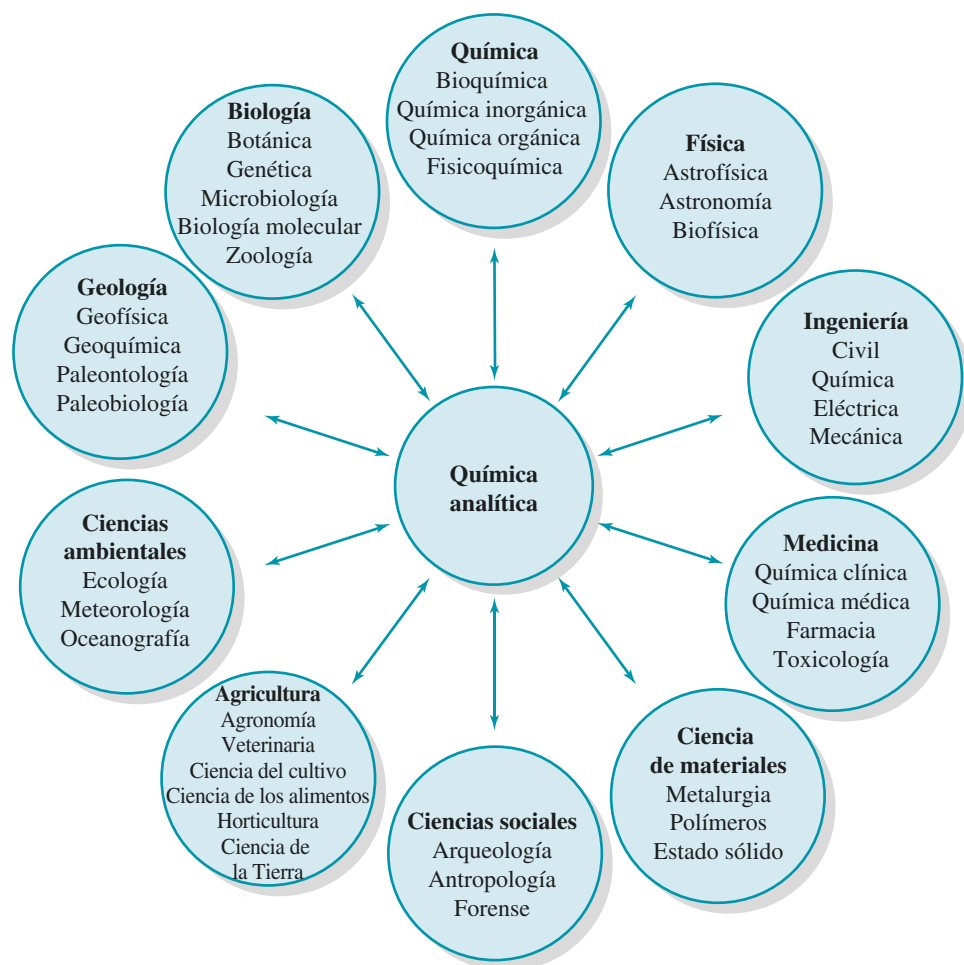 Química
Bioquímica
Química inorgánica
Química orgánica
Fisicoquímica
Física
Astrofísica
Astronomía
Biofísica
Ingeniería
Civil
Química
Eléctrica
Mecánica
Medicina
Química clínica
Química médica
Farmacia
Toxicología
Ciencia
de materiales
Metalurgia
Polímeros
Estado sólido
Ciencias sociales
Arqueología
Antropología
Forense
Agricultura
Agronomía
Veterinaria
Ciencia del cultivo
Ciencia de los alimentos
Horticultura
Ciencia de
la Tierra
Ciencias
ambientales
Ecología
Meteorología
Oceanografía
Geología
Geofísica
Geoquímica
Paleontología
Paleobiología
Biología
Botánica
Genética
Microbiología
Biología molecular
Zoología
Química
analítica